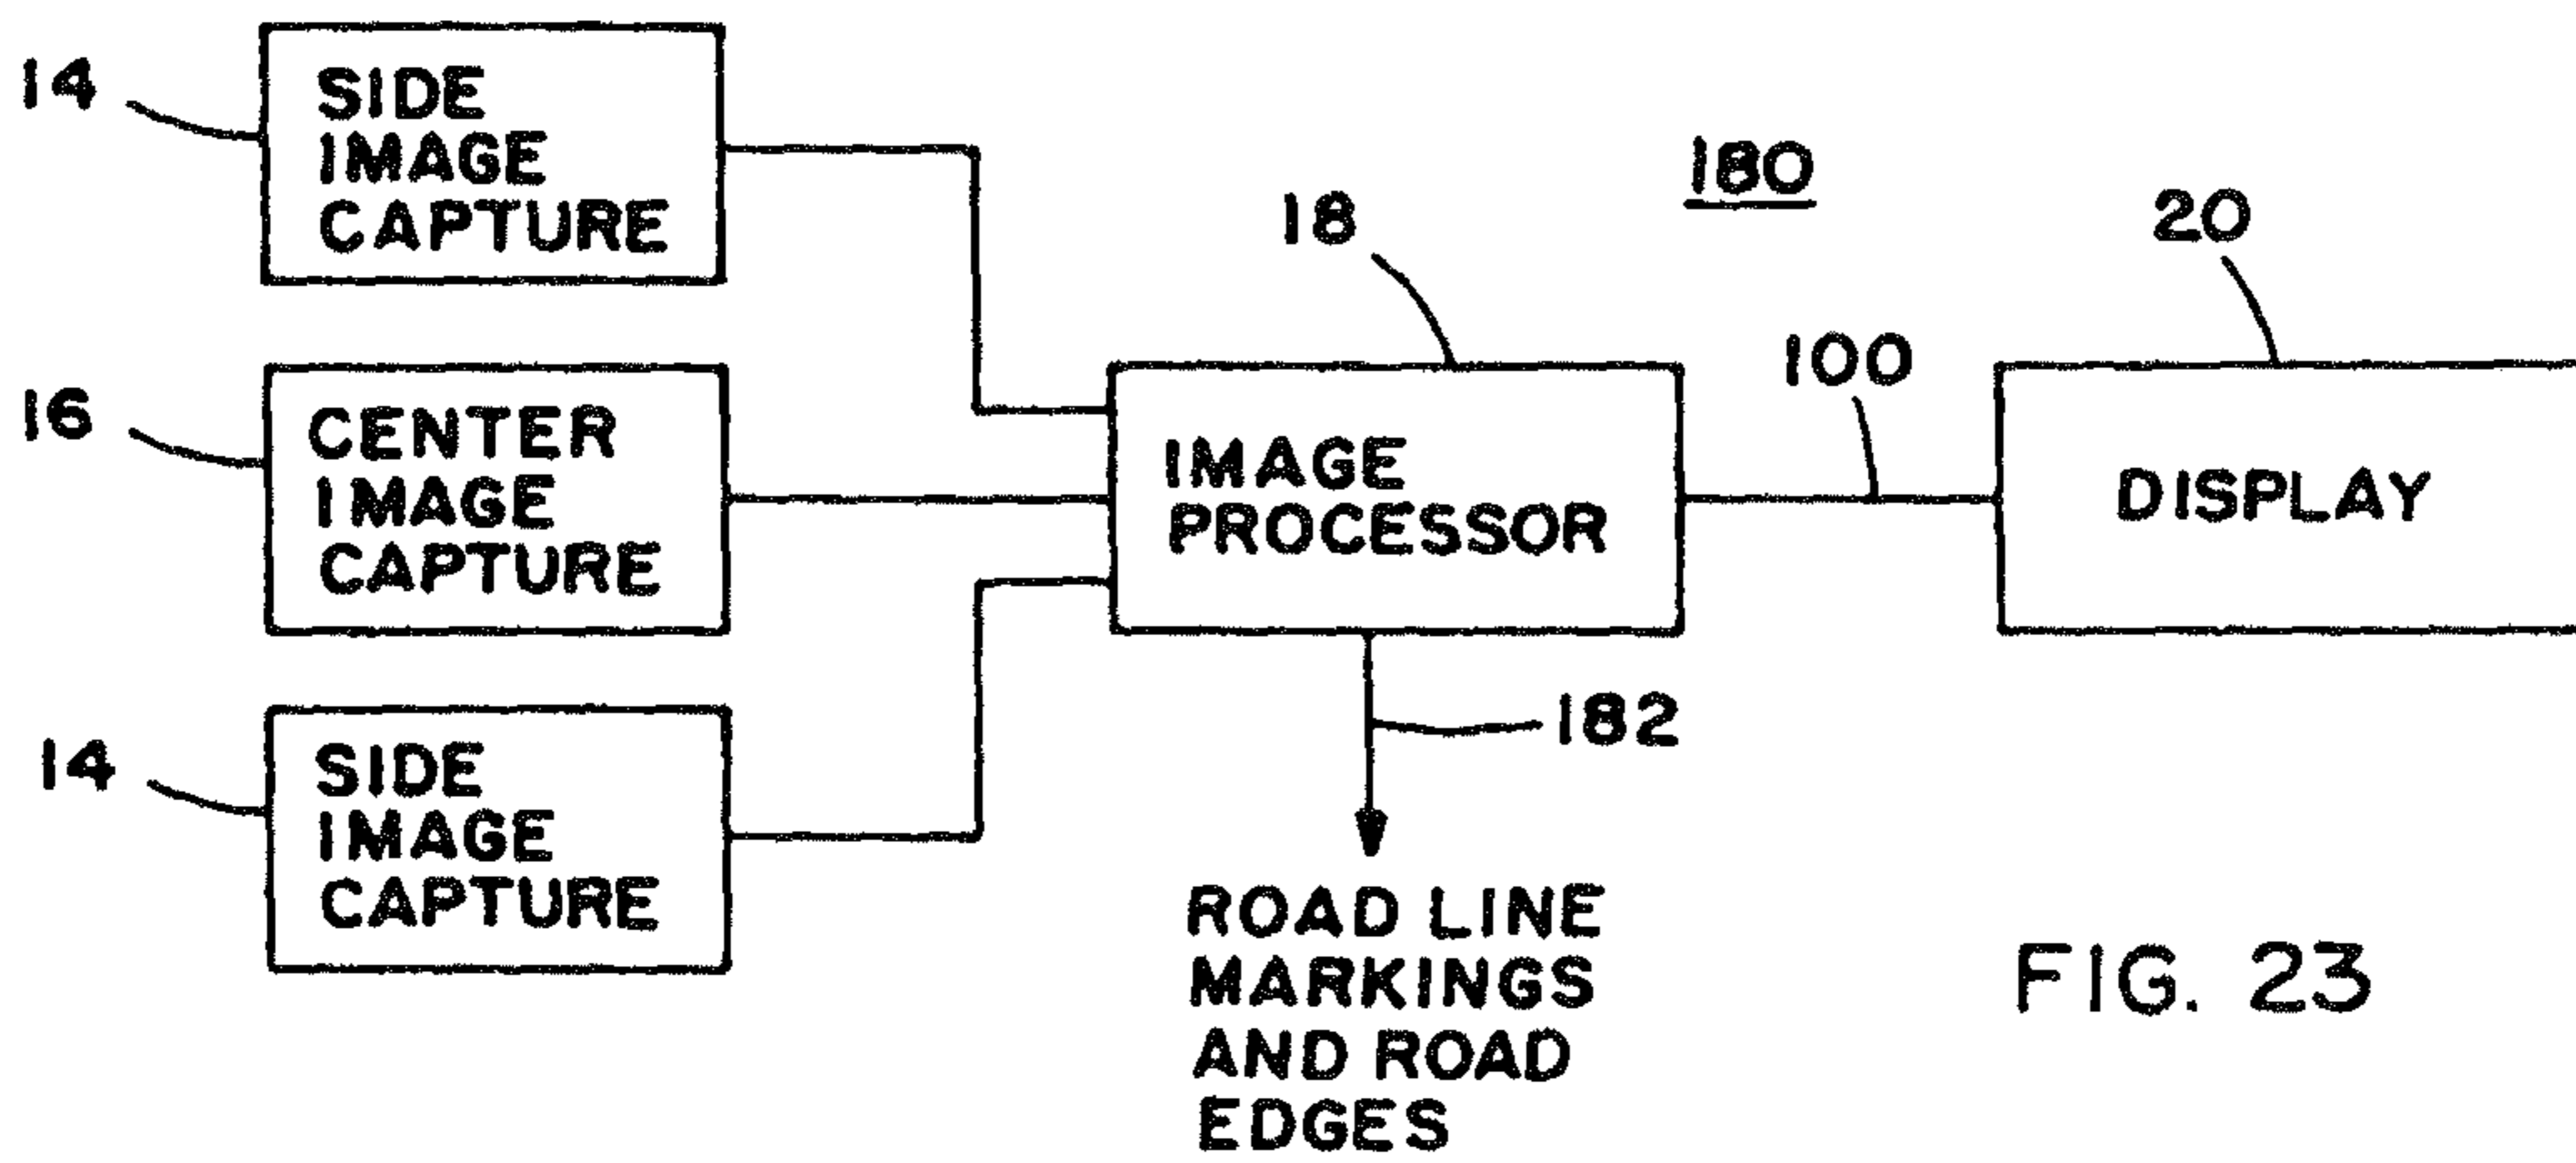 14
SIDE
IMAGE
CAPTURE
16
CENTER
IMAGE
CAPTURE
14
SIDE
IMAGE
CAPTURE
18
IMAGE
PROCESSOR
180
100
20
DISPLAY
182
ROAD LINE
MARKINGS
AND ROAD
EDGES
FIG. 23